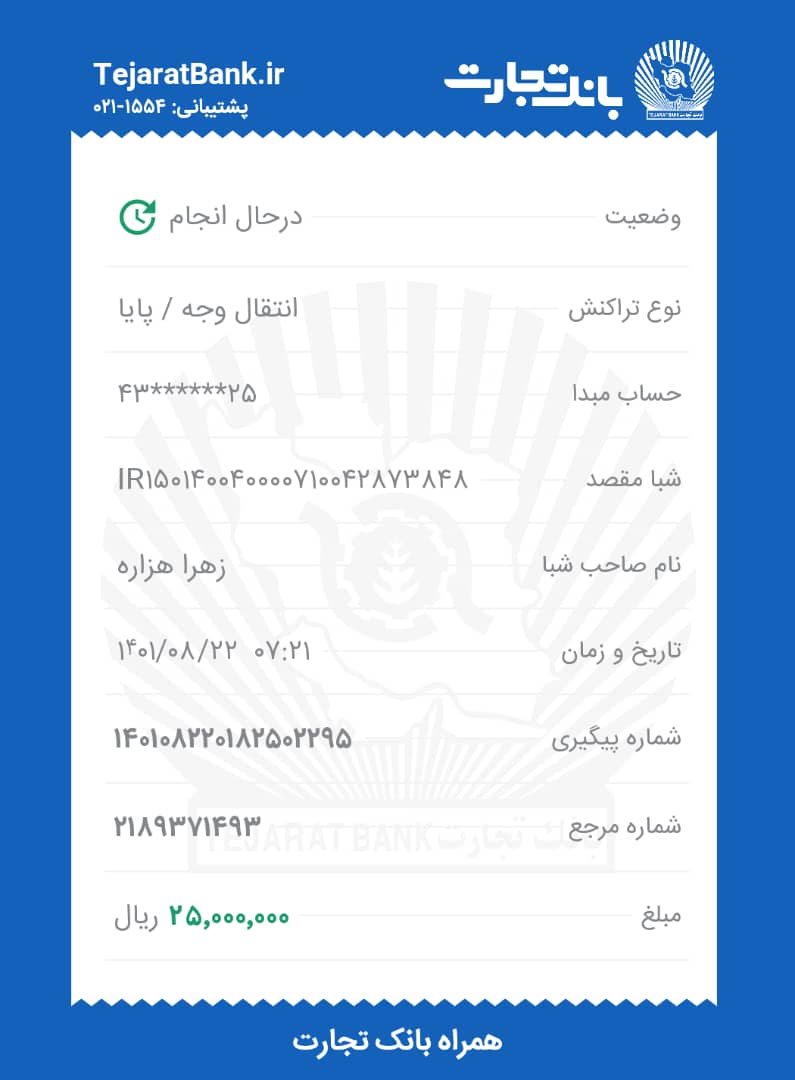 بانک تجارت
TejaratBank.ir
پشتیبانی: ۱۵۵۴-۰۲۱
وضعیت درحال انجام
نوع تراکنش انتقال وجه / پایا
حساب مبدا ۴۳******۲۵
شبا مقصد IR۱۵۰۱۴۰۰۴۰۰۰۰۷۱۰۰۴۲۸۷۳۸۴۸
نام صاحب شبا زهرا هزاره
تاریخ و زمان ۱۴۰۱/۰۸/۲۲ ۰۷:۲۱
شماره پیگیری ۱۴۰۱۰۸۲۲۰۱۸۲۵۰۲۲۹۵
شماره مرجع ۲۱۸۹۳۷۱۴۹۳
TEJARAT BANK بانک تجارت
مبلغ ۲۵,۰۰۰,۰۰۰ ریال
همراه بانک تجارت